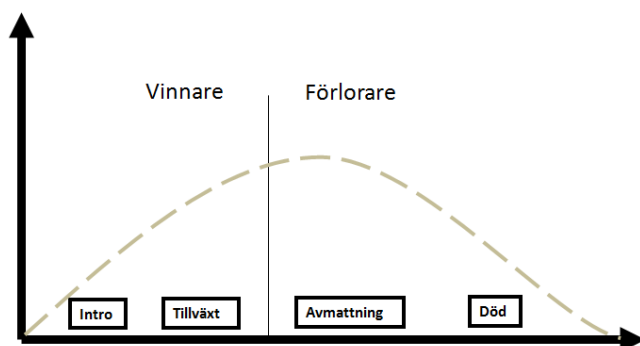 Vinnare
Förlorare
Intro
Tillväxt
Avmattning
Död